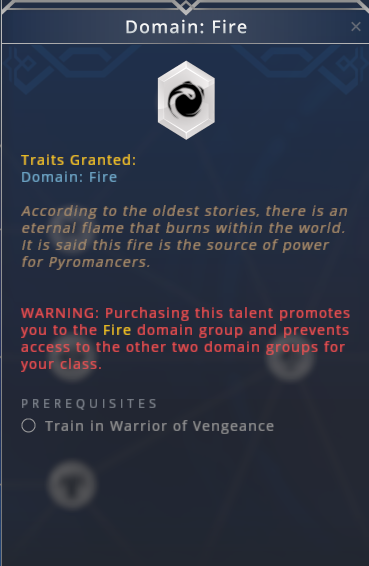 Domain: Fire
Traits Granted:
Domain: Fire
According to the oldest stories, there is an
eternal flame that burns within the world.
It is said this fire is the source of power
for Pyromancers.
WARNING: Purchasing this talent promotes
you to the Fire domain group and prevents
access to the other two domain groups for
your class.
PREREQUISITES
Train in Warrior of Vengeance